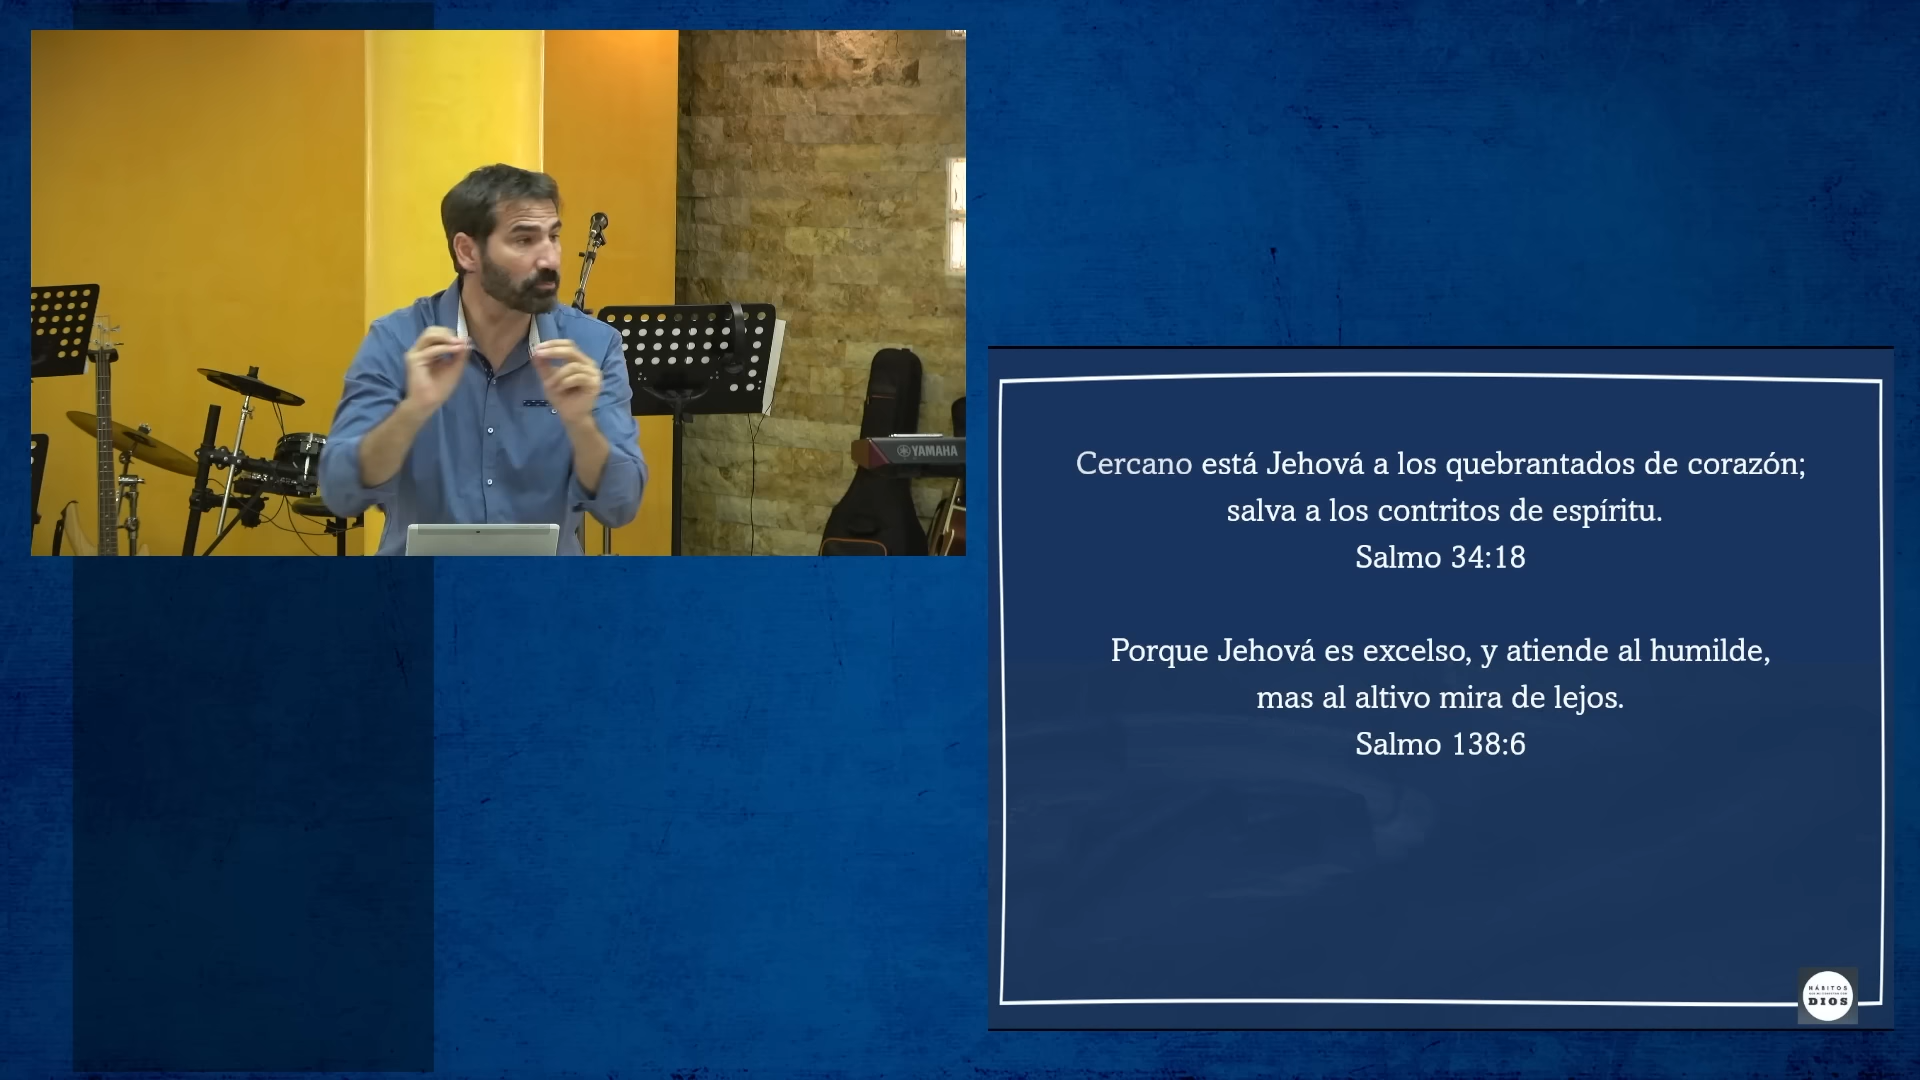 YAMAHA
Cercano está Jehová a los quebrantados de corazón;
salva a los contritos de espíritu.
Salmo 34:18
Porque Jehová es excelso, y atiende al humilde,
mas al altivo mira de lejos.
Salmo 138:6
HÁBITOS
DIOS